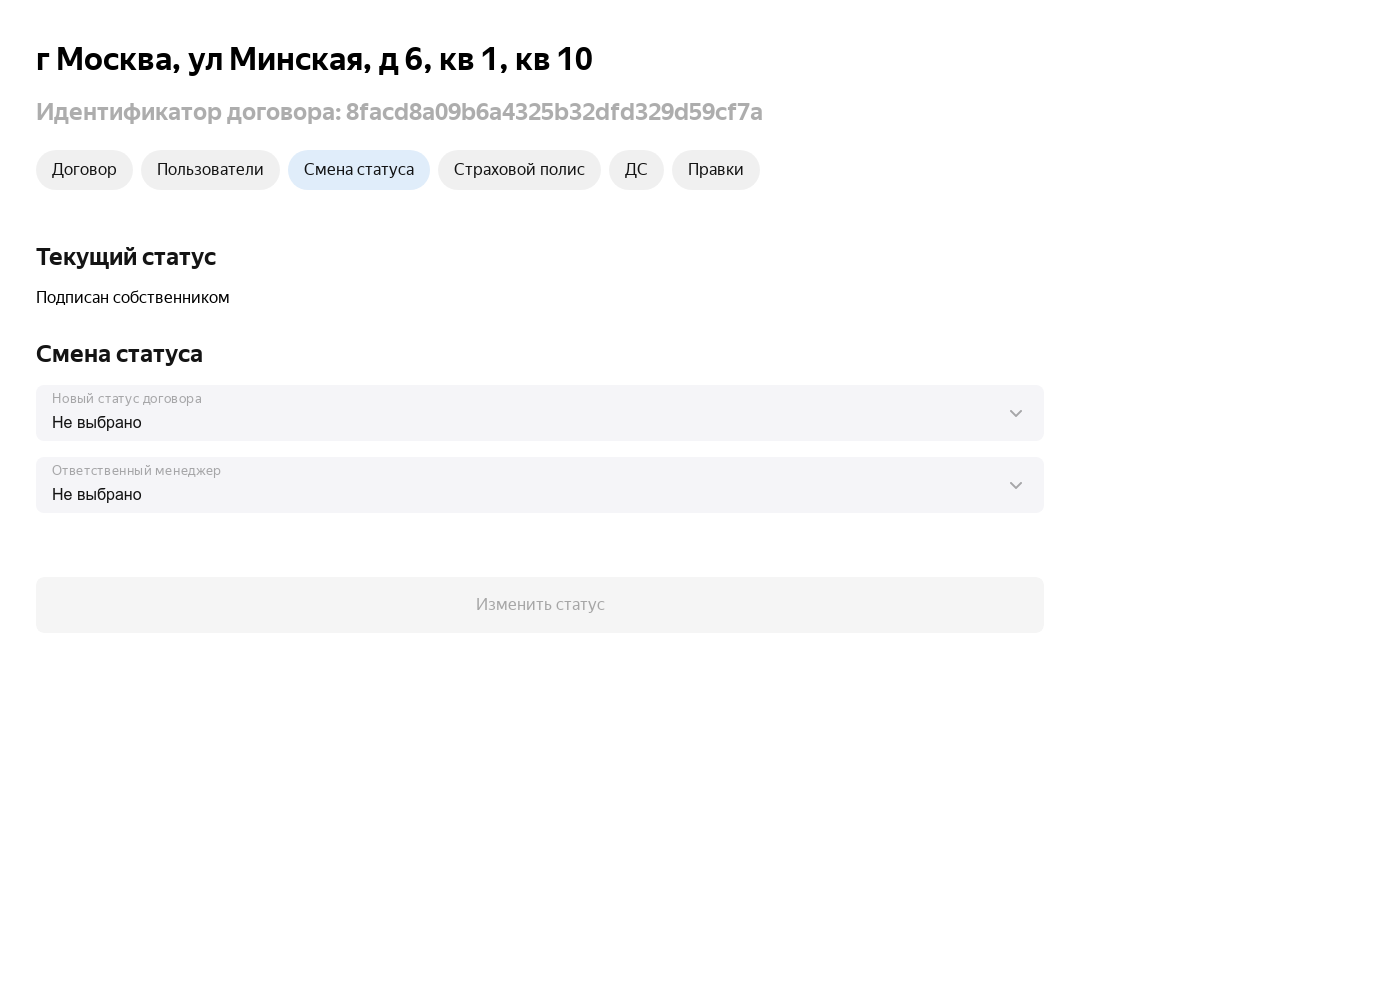 г Москва, ул Минская, д 6, кв 1, кв 10
Идентификатор договора: 8facd8a09b6a4325b32dfd329d59cf7a
Договор Пользователи Смена статуса Страховой полис ДС Правки
Текущий статус
Подписан собственником
Смена статуса
Новый статус договора
Не выбрано
Ответственный менеджер
Не выбрано
Изменить статус